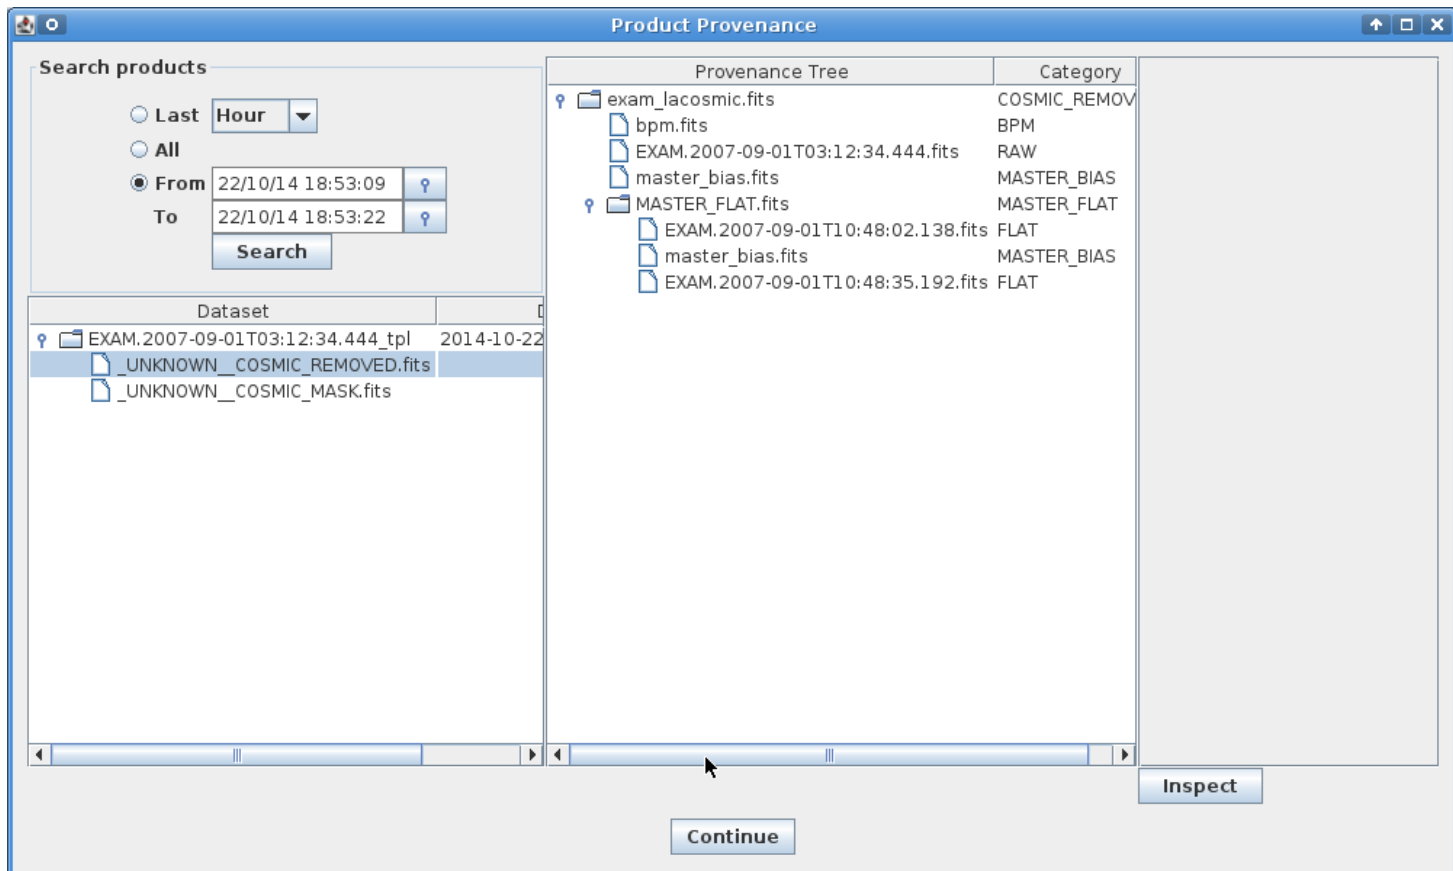 Product Provenance
Search products
Last Hour
All
From 22/10/14 18:53:09
To 22/10/14 18:53:22
Search
Dataset
EXAM.2007-09-01T03:12:34.444_tpl 2014-10-22
_UNKNOWN__COSMIC_REMOVED.fits
_UNKNOWN__COSMIC_MASK.fits
Provenance Tree Category
exam_lacosmic.fits COSMIC_REMOV
bpm.fits BPM
EXAM.2007-09-01T03:12:34.444.fits RAW
master_bias.fits MASTER_BIAS
MASTER_FLAT.fits MASTER_FLAT
EXAM.2007-09-01T10:48:02.138.fits FLAT
master_bias.fits MASTER_BIAS
EXAM.2007-09-01T10:48:35.192.fits FLAT
Inspect
Continue